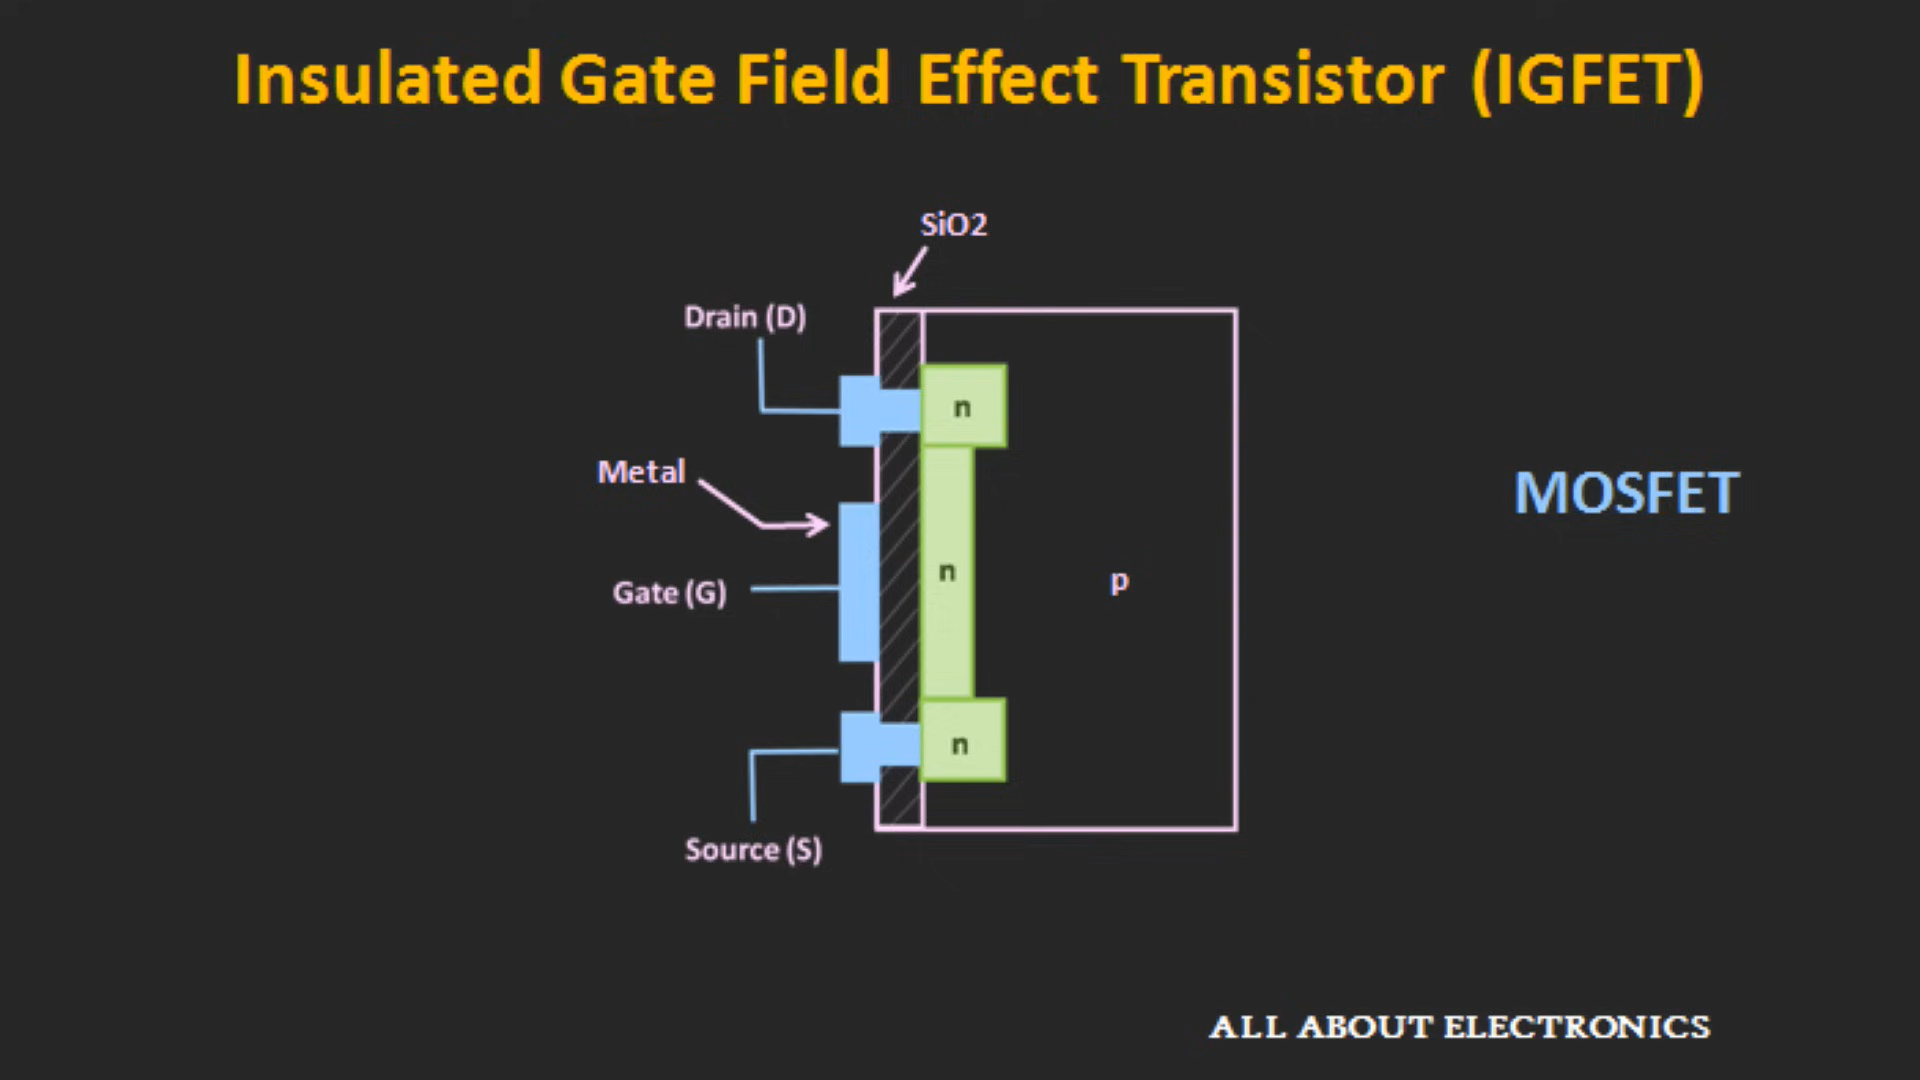 Insulated Gate Field Effect Transistor (IGFET)
SiO2
Drain (D)
n
Metal
MOSFET
n
p
Gate (G)
n
Source (S)
ALL ABOUT ELECTRONICS